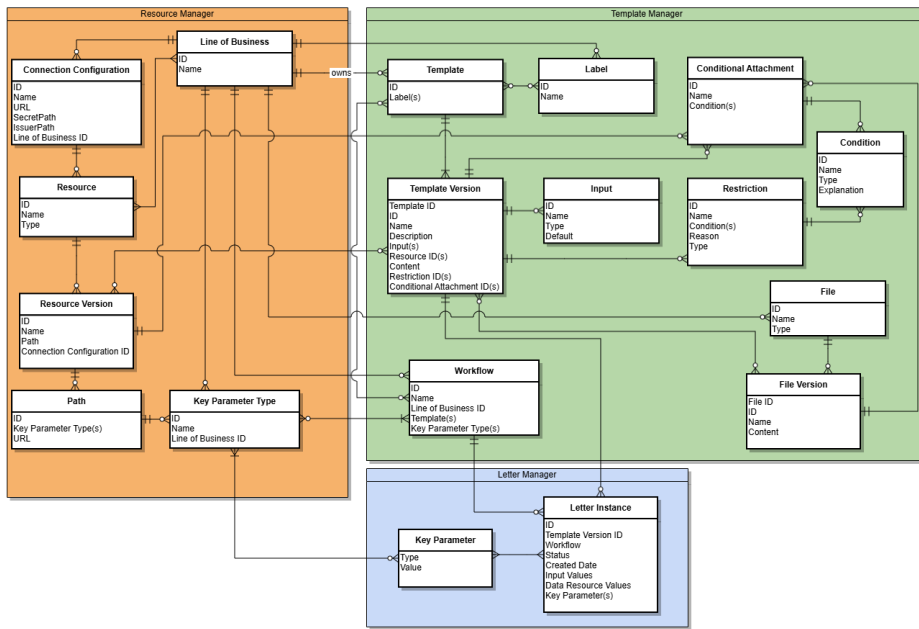 Resource Manager
Line of Business
ID
Name
Connection Configuration
ID
Name
URL
SecretPath
IssuerPath
Line of Business ID
Resource
ID
Name
Type
Resource Version
ID
Name
Path
Connection Configuration ID
Path
ID
Key Parameter Type(s)
URL
Key Parameter Type
ID
Name
Line of Business ID
owns
Template Manager
Template
ID
Label(s)
Label
ID
Name
Conditional Attachment
ID
Name
Condition(s)
Condition
ID
Name
Type
Explanation
Template Version
Template ID
ID
Name
Description
Input(s)
Resource ID(s)
Content
Restriction ID(s)
Conditional Attachment ID(s)
Input
ID
Name
Type
Default
Restriction
ID
Name
Condition(s)
Reason
Type
File
ID
Name
Type
Workflow
ID
Name
Line of Business ID
Template(s)
Key Parameter Type(s)
File Version
File ID
ID
Name
Content
Letter Manager
Key Parameter
Type
Value
Letter Instance
ID
Template Version ID
Workflow
Status
Created Date
Input Values
Data Resource Values
Key Parameter(s)